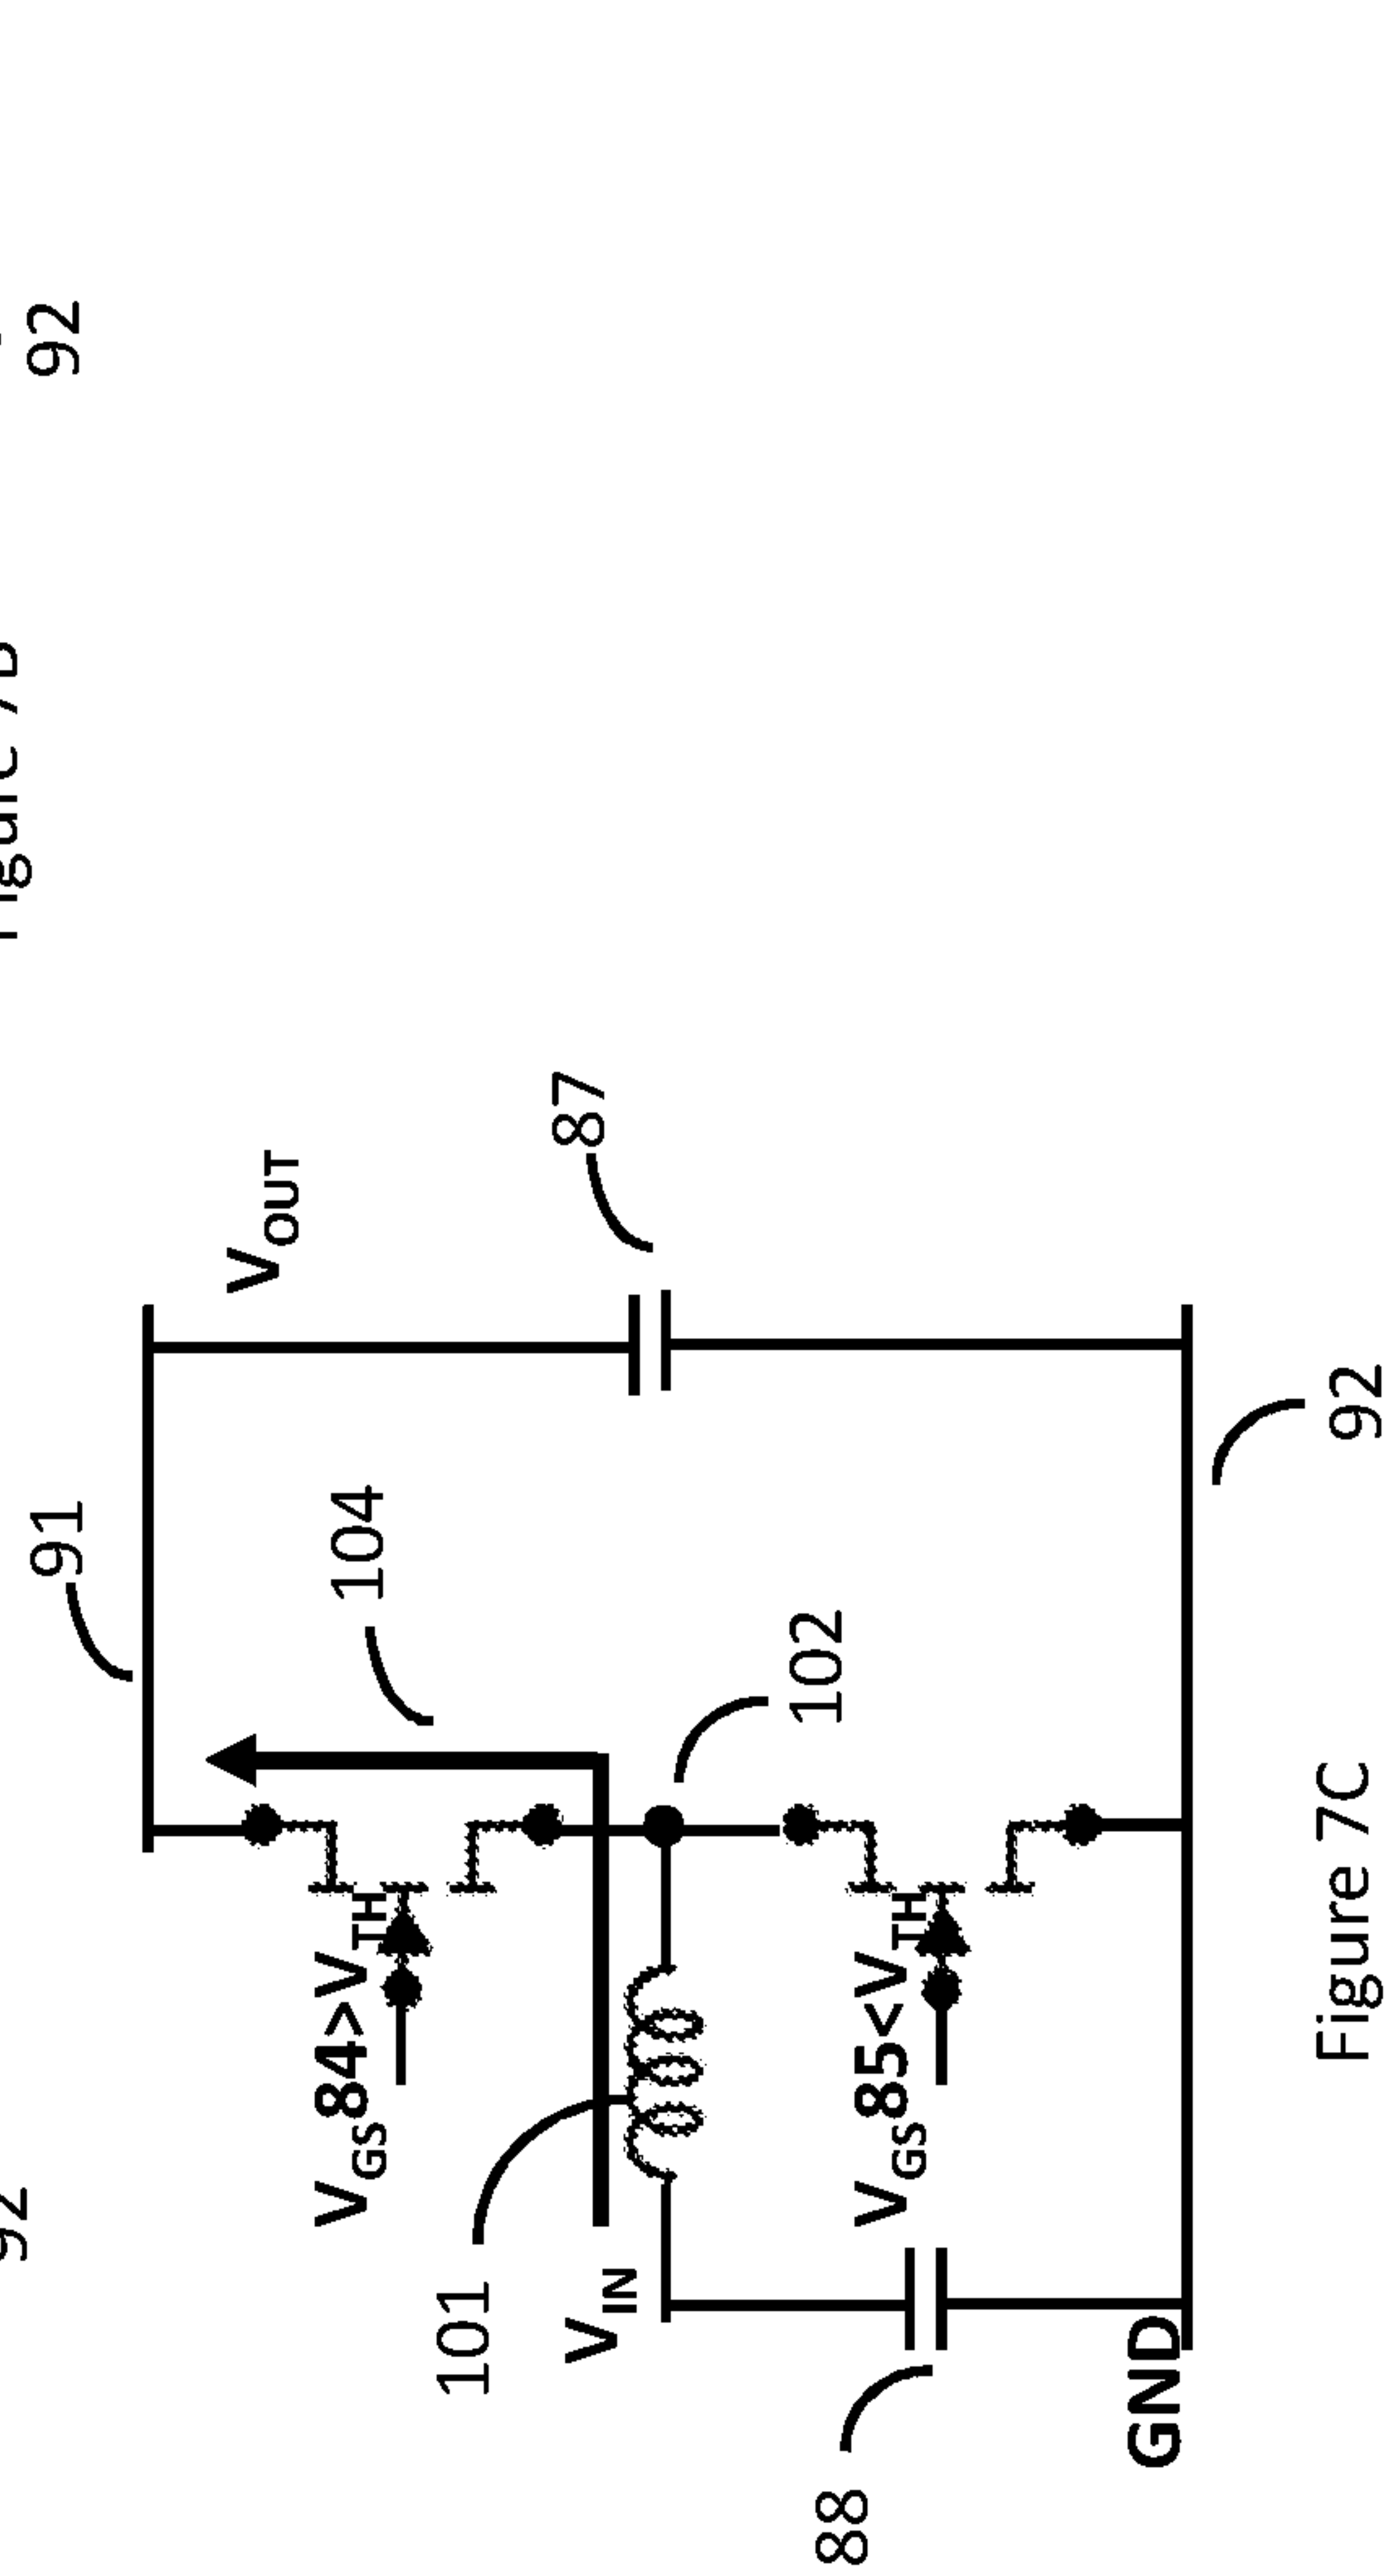 92
92
91
V_OUT
104
V_GS84>V_TH
87
101
V_IN
102
V_GS85<V_TH
88
GND
92
Figure 7C